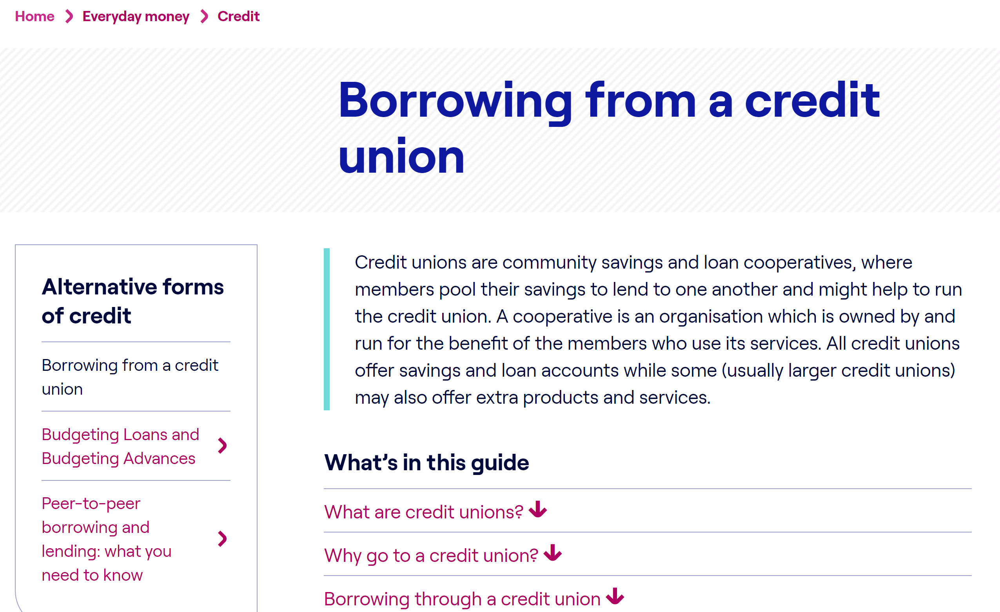 Home Everyday money Credit
Borrowing from a credit
union
Alternative forms
of credit
Borrowing from a credit
union
Budgeting Loans and
Budgeting Advances
Peer-to-peer
borrowing and
lending: what you
need to know
Credit unions are community savings and loan cooperatives, where
members pool their savings to lend to one another and might help to run
the credit union. A cooperative is an organisation which is owned by and
run for the benefit of the members who use its services. All credit unions
offer savings and loan accounts while some (usually larger credit unions)
may also offer extra products and services.
What’s in this guide
What are credit unions?
Why go to a credit union?
Borrowing through a credit union